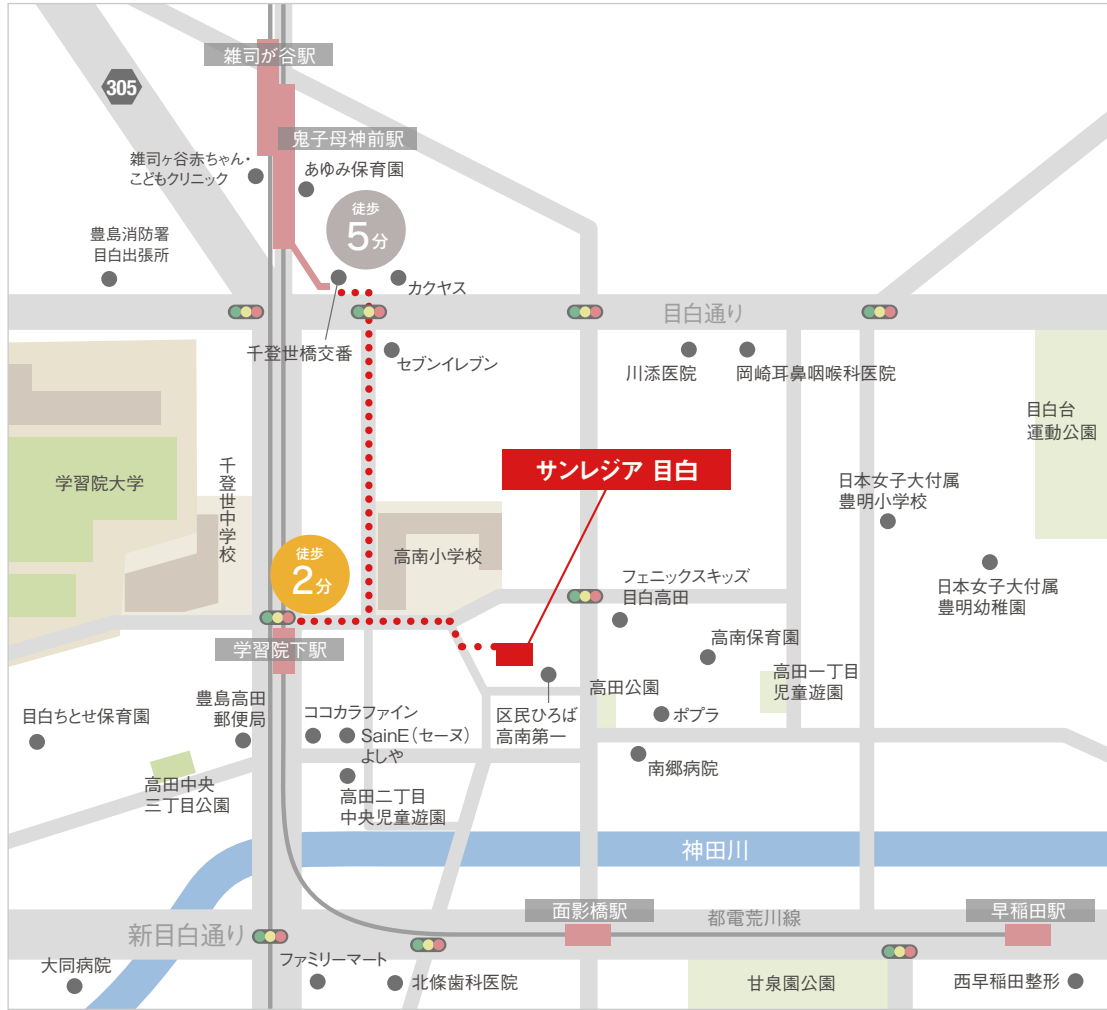 雑司が谷駅
305
鬼子母神前駅
雑司ヶ谷赤ちゃん・
こどもクリニック
あゆみ保育園
徒歩
5分
豊島消防署
目白出張所
カクヤス
目白通り
千登世橋交番
セブンイレブン
川添医院
岡崎耳鼻咽喉科医院
目白台
運動公園
サンレジア 目白
学習院大学
千登世中学校
日本女子大付属
豊明小学校
高南小学校
徒歩
2分
フェニックスキッズ
目白高田
日本女子大付属
豊明幼稚園
学習院下駅
高南保育園
高田一丁目
児童遊園
高田公園
豊島高田
郵便局
目白ちとせ保育園
ココカラファイン
SainE(セーヌ)
よしや
区民ひろば
高南第一
ポプラ
南郷病院
高田中央
三丁目公園
高田二丁目
中央児童遊園
神田川
面影橋駅
都電荒川線
早稲田駅
新目白通り
大同病院
ファミリーマート
北條歯科医院
甘泉園公園
西早稲田整形